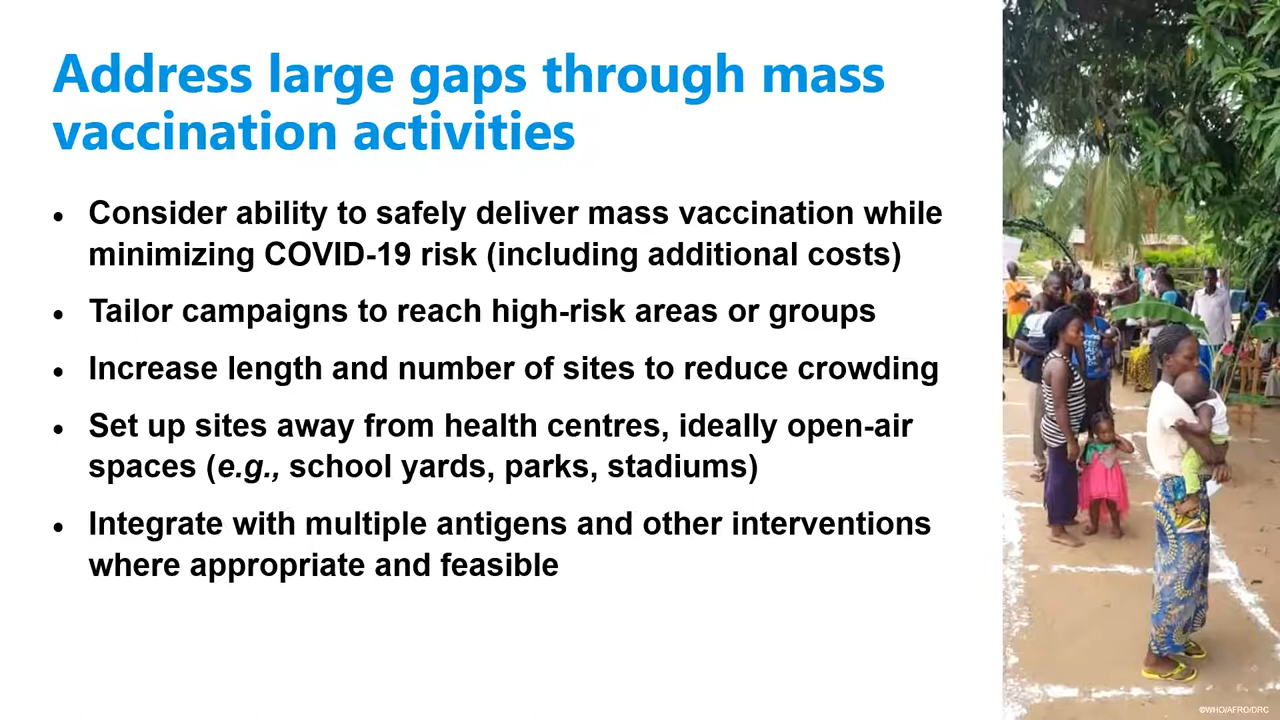 Address large gaps through mass
vaccination activities
• Consider ability to safely deliver mass vaccination while
minimizing COVID-19 risk (including additional costs)
• Tailor campaigns to reach high-risk areas or groups
• Increase length and number of sites to reduce crowding
• Set up sites away from health centres, ideally open-air
spaces (e.g., school yards, parks, stadiums)
• Integrate with multiple antigens and other interventions
where appropriate and feasible
©WHO/AFRO/DRC